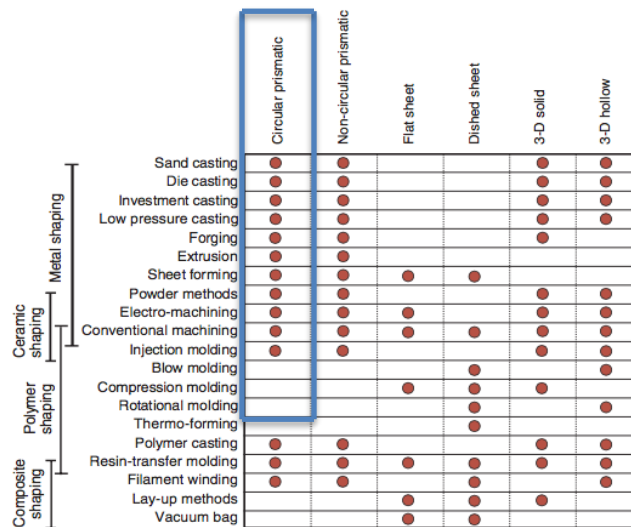 Circular prismatic
Non-circular prismatic
Flat sheet
Dished sheet
3-D solid
3-D hollow
Metal shaping
Ceramic
shaping
Polymer
shaping
Composite
shaping
Sand casting
Die casting
Investment casting
Low pressure casting
Forging
Extrusion
Sheet forming
Powder methods
Electro-machining
Conventional machining
Injection molding
Blow molding
Compression molding
Rotational molding
Thermo-forming
Polymer casting
Resin-transfer molding
Filament winding
Lay-up methods
Vacuum bag